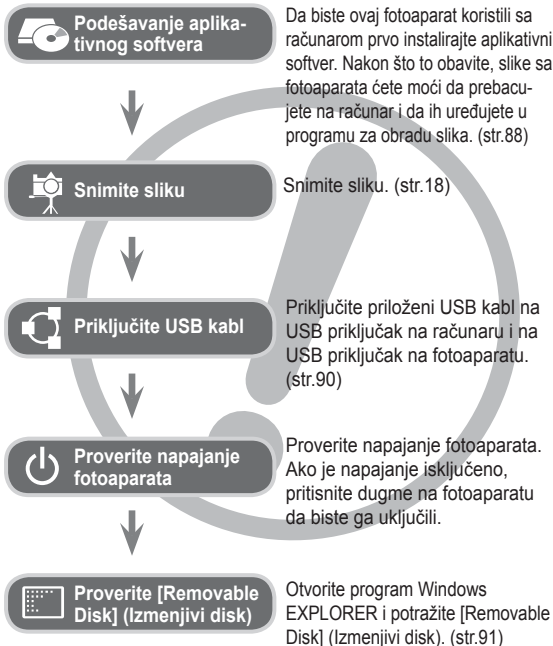 Podešavanje aplika-
tivnog softvera
Da biste ovaj fotoaparat koristili sa
računarom prvo instalirajte aplikativni
softver. Nakon što to obavite, slike sa
fotoaparata ćete moći da prebacu-
jete na računar i da ih uređujete u
programu za obradu slika. (str.88)
Snimite sliku
Snimite sliku. (str.18)
Priključite USB kabl
Priključite priloženi USB kabl na
USB priključak na računaru i na
USB priključak na fotoaparatu.
(str.90)
Proverite napajanje
fotoaparata
Proverite napajanje fotoaparata.
Ako je napajanje isključeno,
pritisnite dugme na fotoaparatu
da biste ga uključili.
Proverite [Removable
Disk] (Izmenjivi disk)
Otvorite program Windows
EXPLORER i potražite [Removable
Disk] (Izmenjivi disk). (str.91)